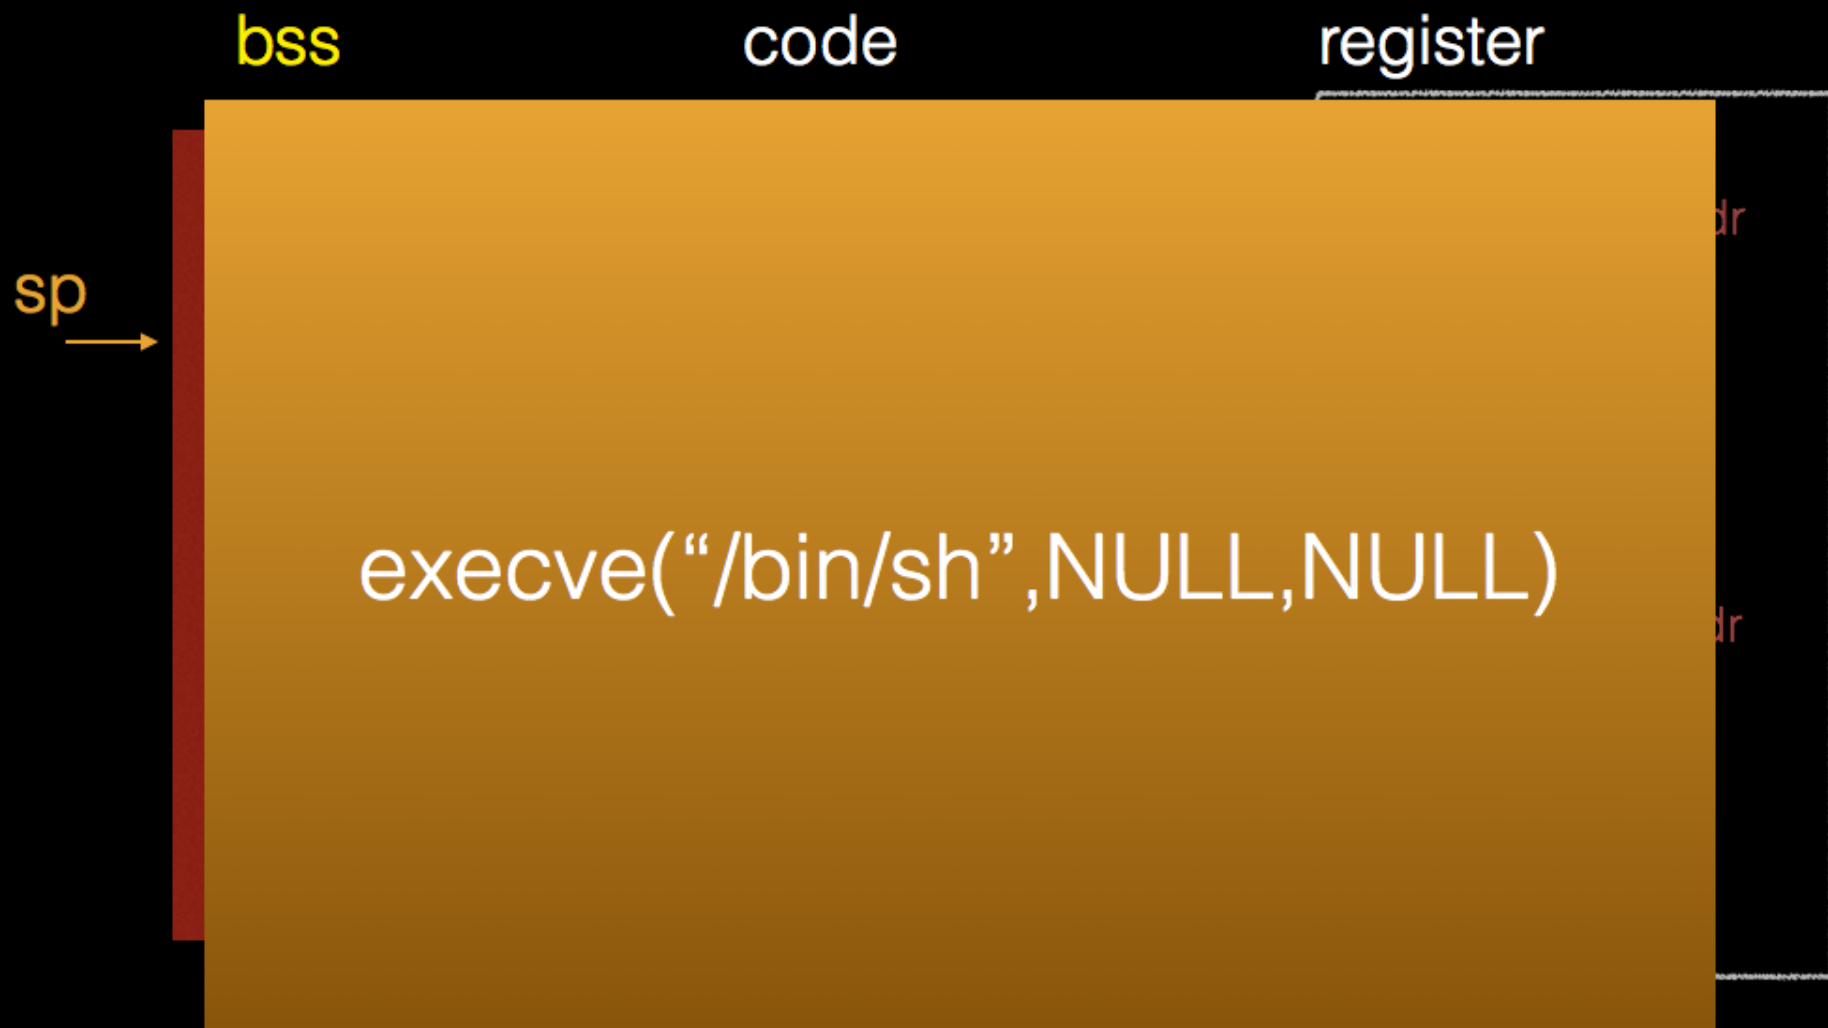 bss
code
register
sp
execve(“/bin/sh”,NULL,NULL)